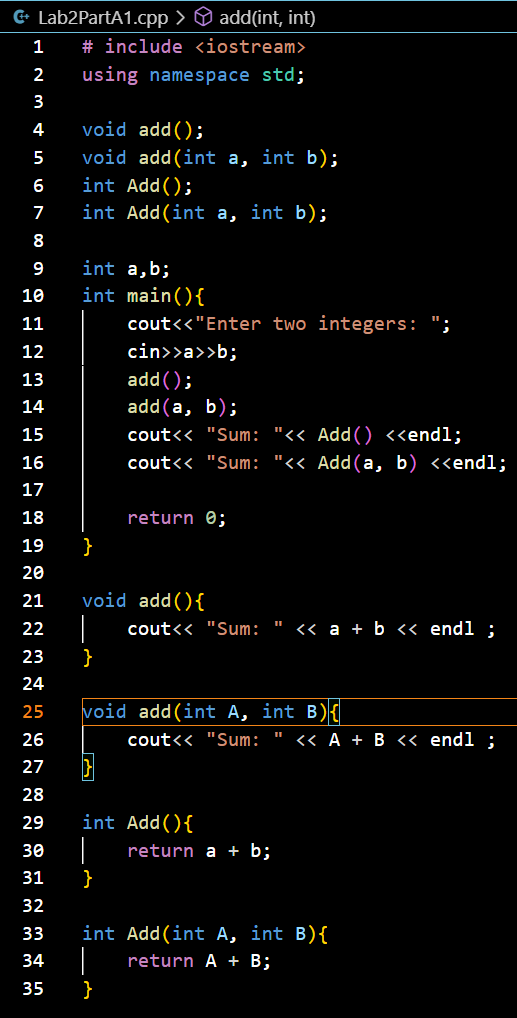 Lab2PartA1.cpp > add(int, int)
1 # include <iostream>
2 using namespace std;
3
4 void add();
5 void add(int a, int b);
6 int Add();
7 int Add(int a, int b);
8
9 int a,b;
10 int main(){
11     cout<<"Enter two integers: ";
12     cin>>a>>b;
13     add();
14     add(a, b);
15     cout<< "Sum: "<< Add() <<endl;
16     cout<< "Sum: "<< Add(a, b) <<endl;
17
18     return 0;
19 }
20
21 void add(){
22     cout<< "Sum: " << a + b << endl ;
23 }
24
25 void add(int A, int B){
26     cout<< "Sum: " << A + B << endl ;
27 }
28
29 int Add(){
30     return a + b;
31 }
32
33 int Add(int A, int B){
34     return A + B;
35 }